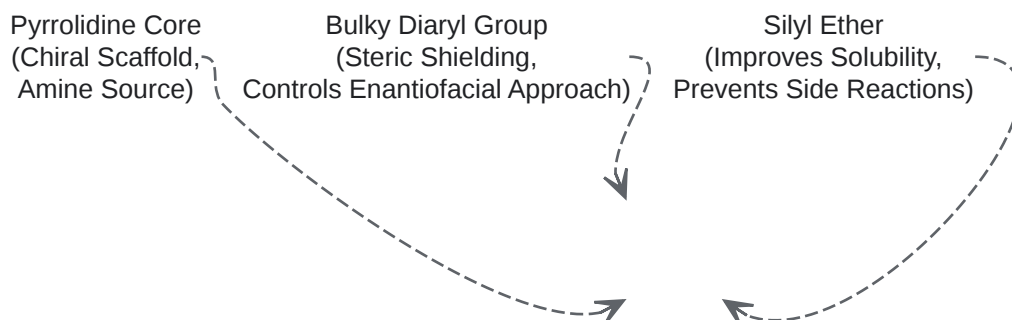 Pyrrolidine Core
(Chiral Scaffold,
Amine Source)
Bulky Diaryl Group
(Steric Shielding,
Controls Enantiofacial Approach)
Silyl Ether
(Improves Solubility,
Prevents Side Reactions)